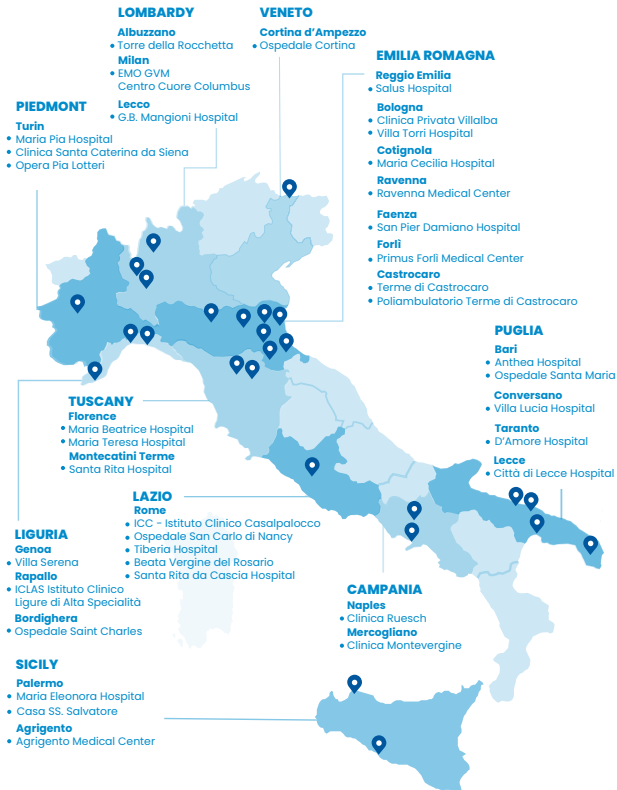 LOMBARDY
Albuzzano
Torre della Rocchetta
Milan
EMO GVM
Centro Cuore Columbus
Lecco
G.B. Mangioni Hospital
VENETO
Cortina d’Ampezzo
Ospedale Cortina
EMILIA ROMAGNA
Reggio Emilia
Salus Hospital
Bologna
Clinica Privata Villalba
Villa Torri Hospital
Cotignola
Maria Cecilia Hospital
Ravenna
Ravenna Medical Center
Faenza
San Pier Damiano Hospital
Forlì
Primus Forlì Medical Center
Castrocaro
Terme di Castrocaro
Poliambulatorio Terme di Castrocaro
PIEDMONT
Turin
Maria Pia Hospital
Clinica Santa Caterina da Siena
Opera Pia Lotteri
PUGLIA
Bari
Anthea Hospital
Ospedale Santa Maria
Conversano
Villa Lucia Hospital
Taranto
D’Amore Hospital
Lecce
Città di Lecce Hospital
TUSCANY
Florence
Maria Beatrice Hospital
Maria Teresa Hospital
Montecatini Terme
Santa Rita Hospital
LAZIO
Rome
ICC - Istituto Clinico Casalpalocco
Ospedale San Carlo di Nancy
Tiberia Hospital
Beata Vergine del Rosario
Santa Rita da Cascia Hospital
LIGURIA
Genoa
Villa Serena
Rapallo
ICLAS Istituto Clinico
Ligure di Alta Specialità
Bordighera
Ospedale Saint Charles
CAMPANIA
Naples
Clinica Ruesch
Mercogliano
Clinica Montevergine
SICILY
Palermo
Maria Eleonora Hospital
Casa SS. Salvatore
Agrigento
Agrigento Medical Center